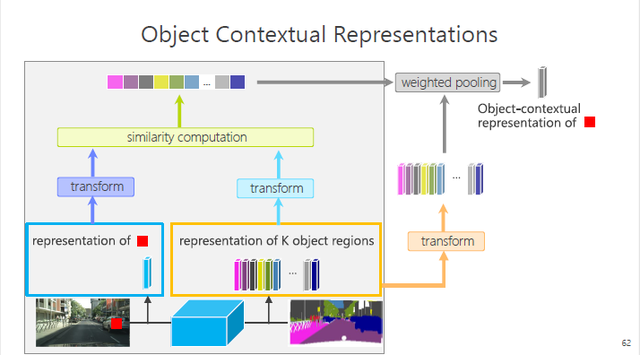 Object Contextual Representations
...
weighted pooling
Object-contextual
representation of
similarity computation
transform
transform
...
representation of
representation of K object regions
transform
...
62